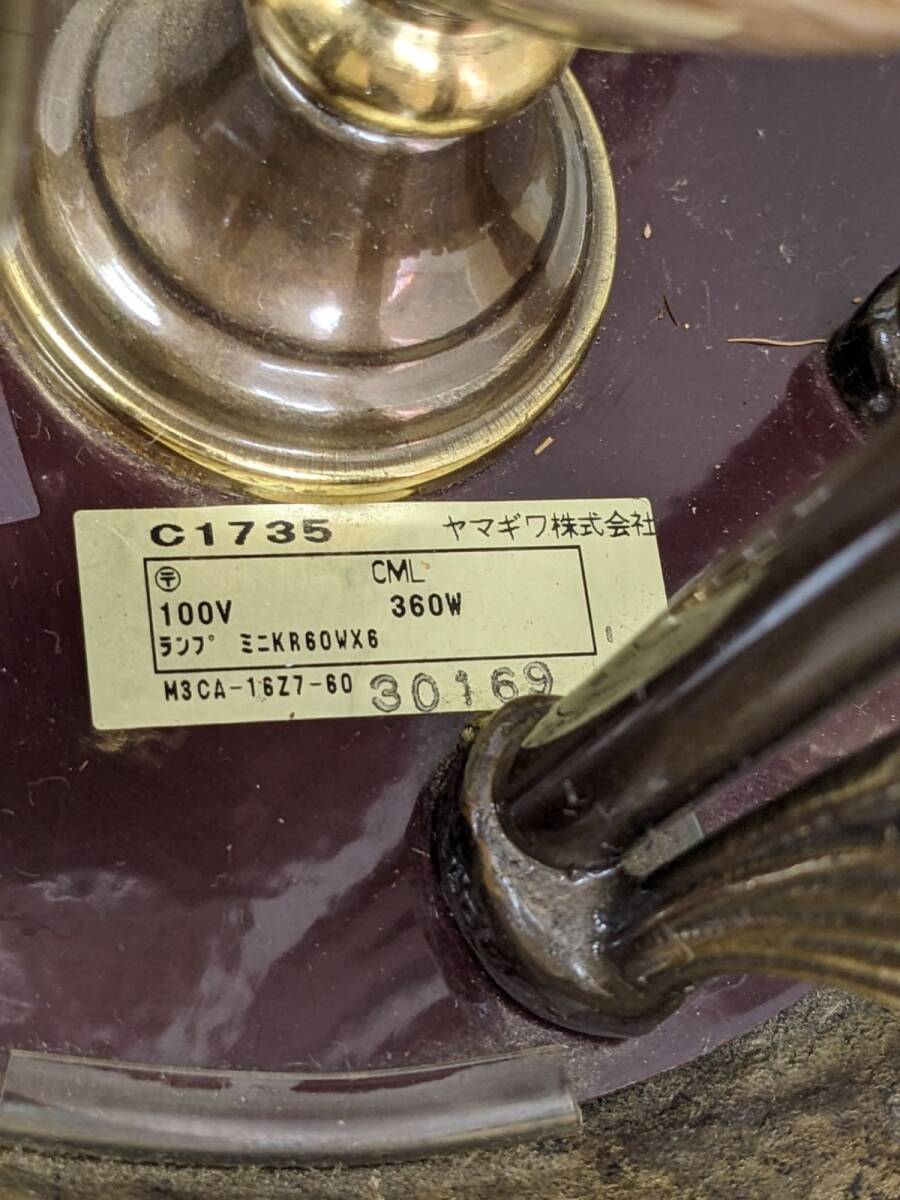 C1735 ヤマギワ株式会社
〒 CML
100V 360W
ランプ ミニKR60WX6
M3CA-16Z7-60 30169